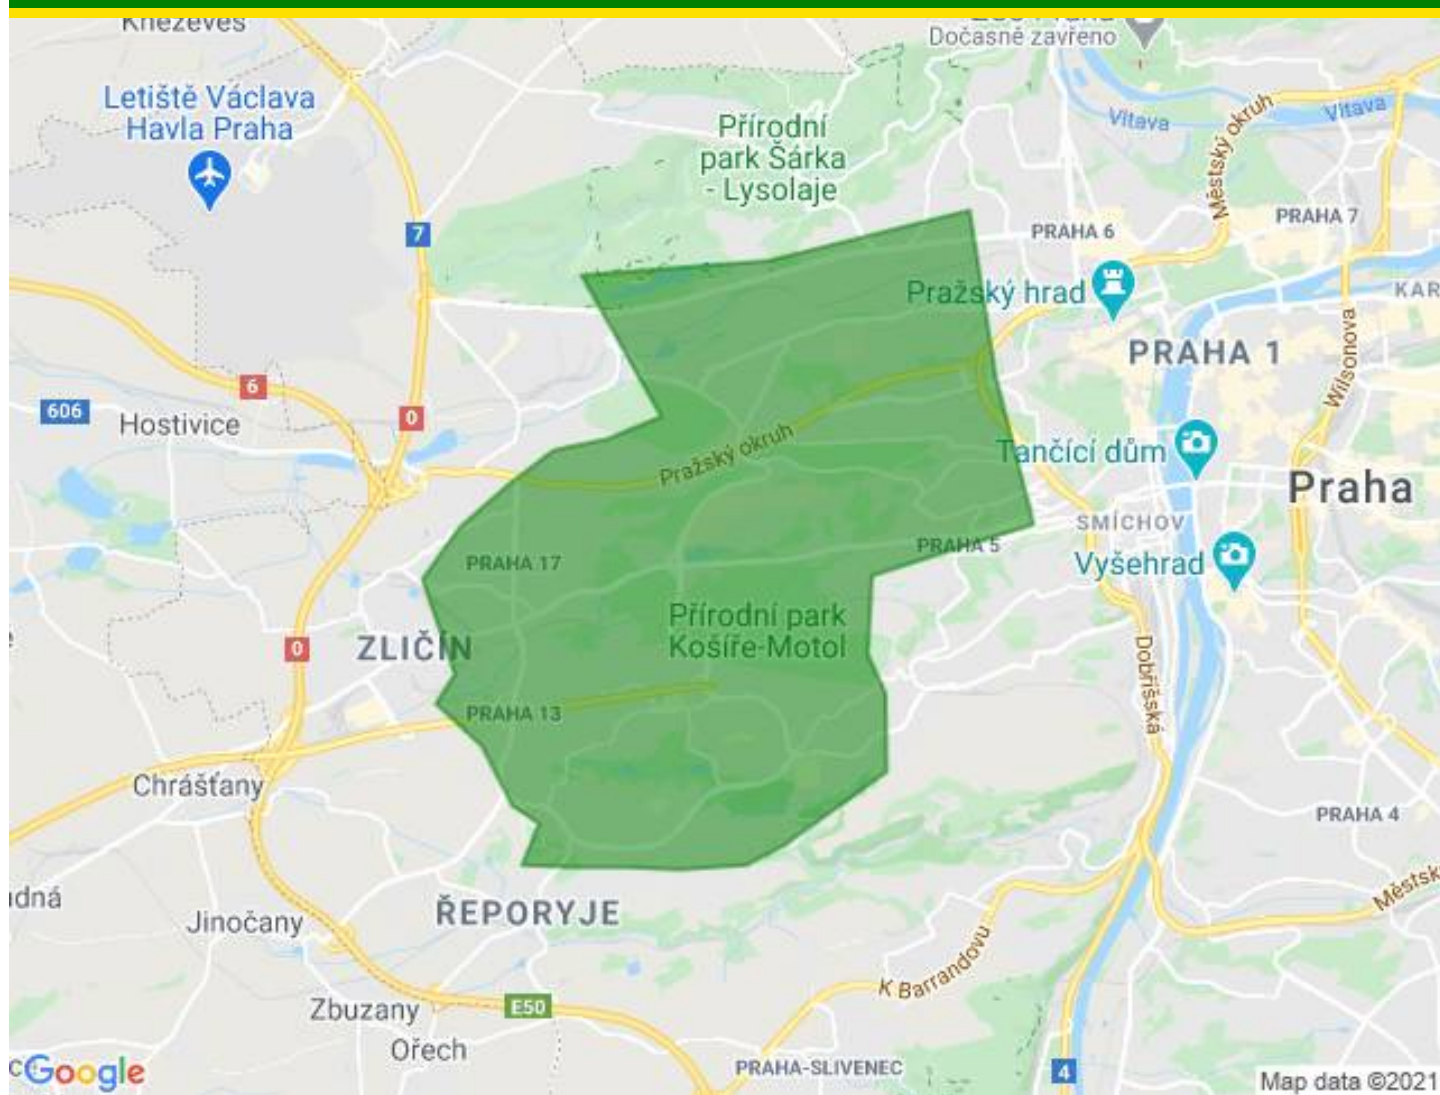 Kněževes
Zoo Praha
Dočasně zavřeno
Letiště Václava
Havla Praha
Vltava
Městský okruh
Vltava
Přírodní
park Šárka
- Lysolaje
7
PRAHA 6
PRAHA 7
Pražský hrad
KAR
PRAHA 1
Wilsonova
6
606
0
Hostivice
Pražský okruh
Tančící dům
Praha
SMÍCHOV
PRAHA 5
Vyšehrad
PRAHA 17
Přírodní park
Košíře-Motol
0
ZLIČÍN
Dobříšská
PRAHA 13
Chrášťany
PRAHA 4
dná
Jinočany
ŘEPORYJE
Městsk
K Barrandovu
Zbuzany
E50
Ořech
PRAHA-SLIVENEC
4
Google
Map data ©2021